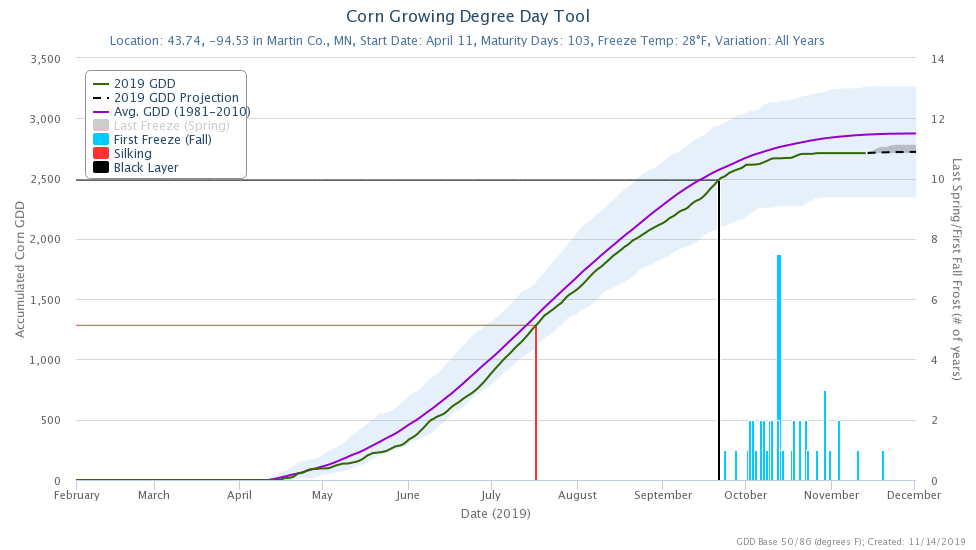 Corn Growing Degree Day Tool
Location: 43.74, -94.53 in Martin Co., MN, Start Date: April 11, Maturity Days: 103, Freeze Temp: 28°F, Variation: All Years
3,500
3,000
2,500
2,000
1,500
1,000
500
0
Accumulated Corn GDD
2019 GDD
2019 GDD Projection
Avg. GDD (1981-2010)
Last Freeze (Spring)
First Freeze (Fall)
Silking
Black Layer
14
12
10
8
6
4
2
0
Last Spring/First Fall Frost (# of years)
February March April May June July August September October November December
Date (2019)
GDD Base 50/86 (degrees F); Created: 11/14/2019